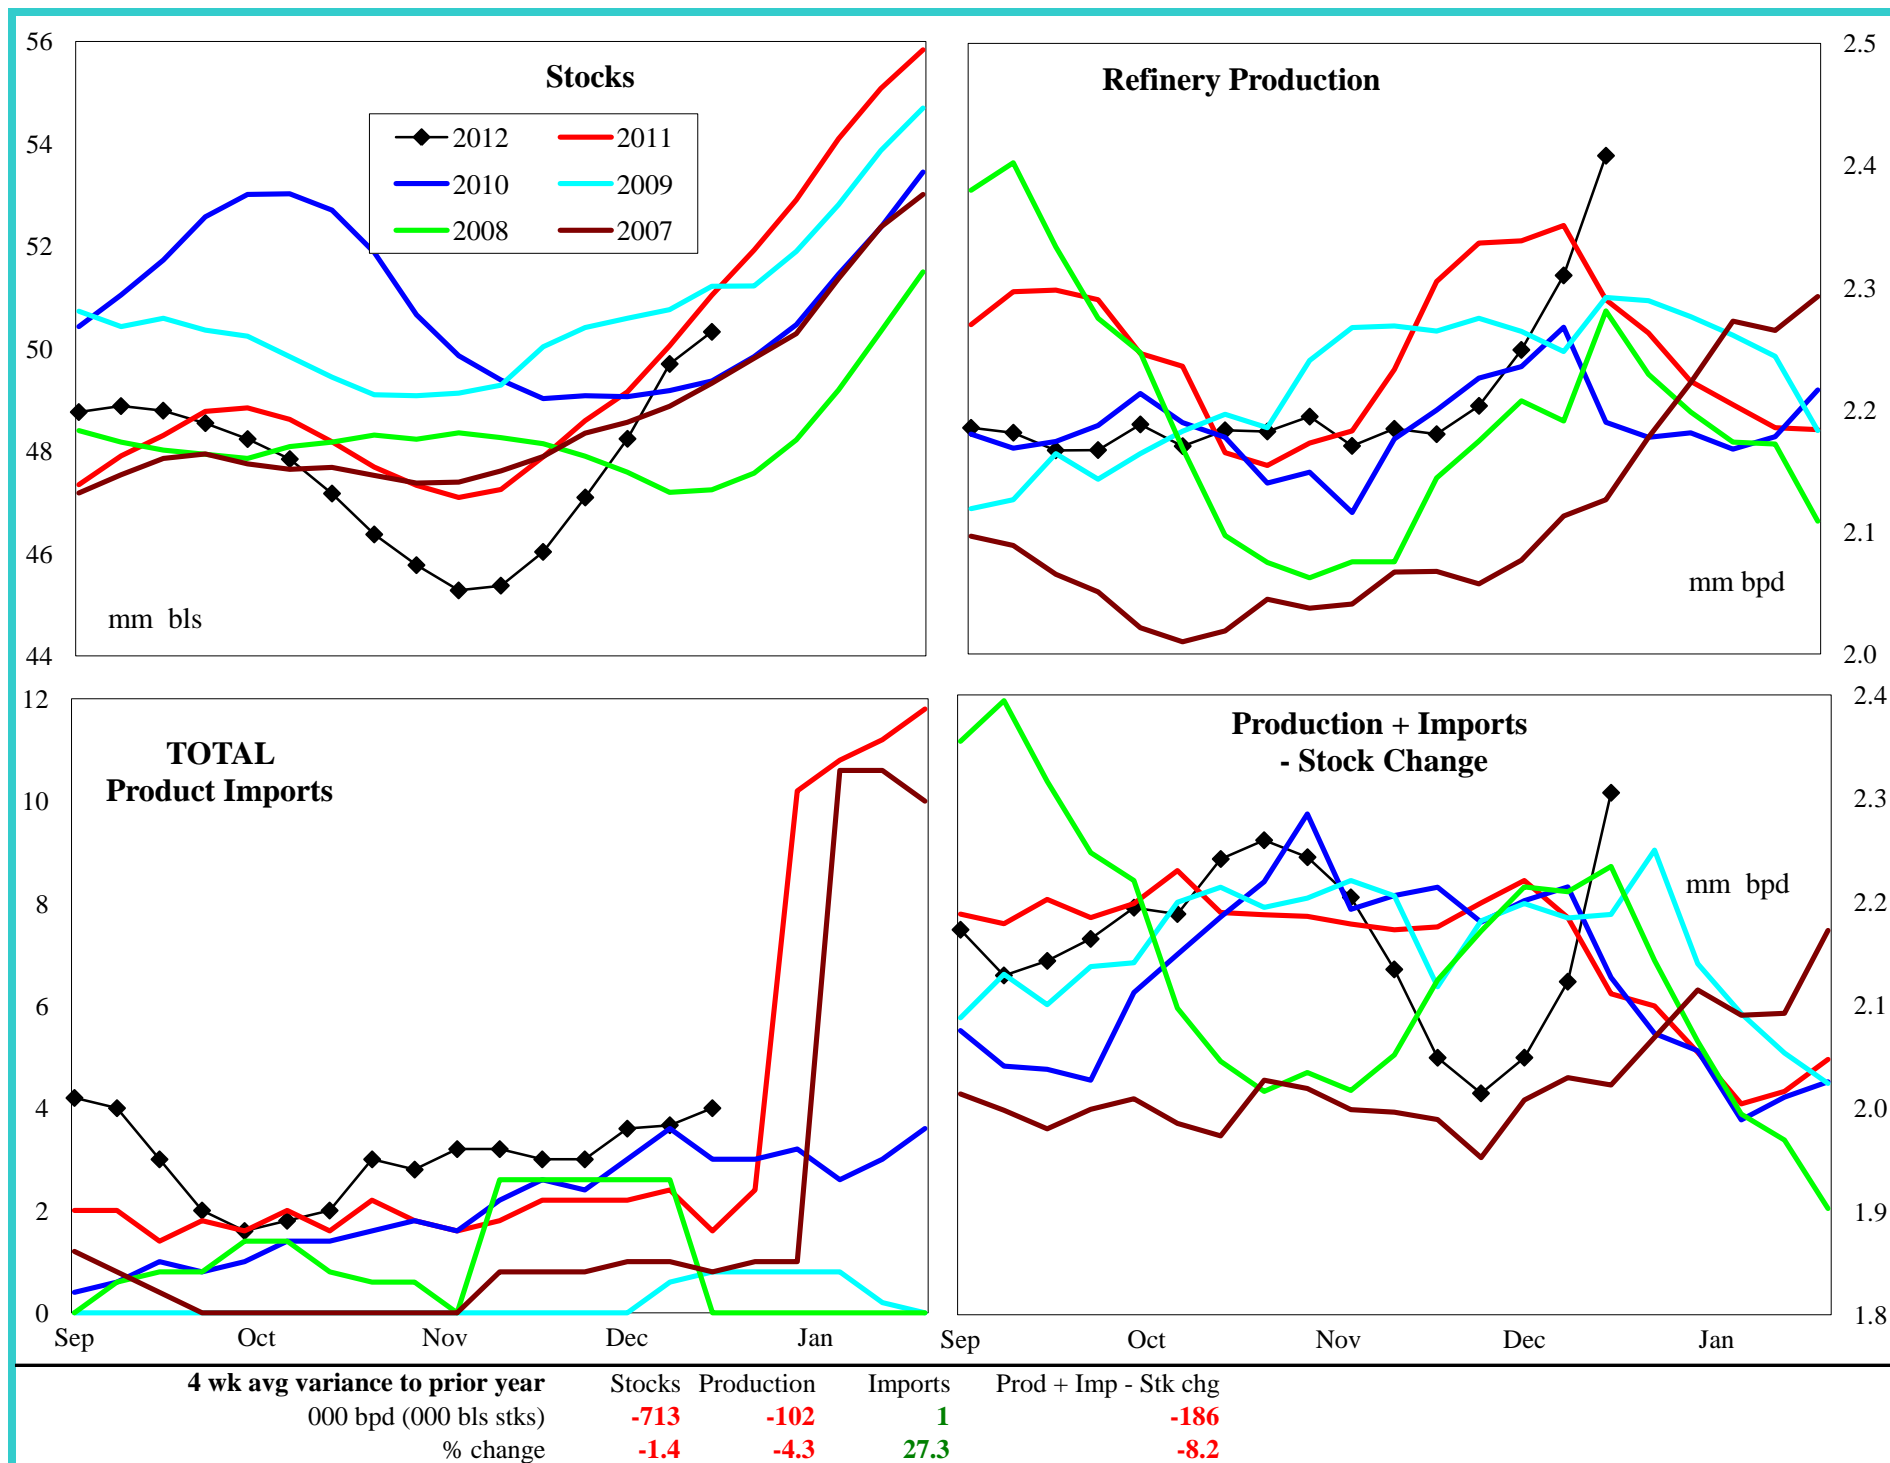 Stocks
2012 2011
2010 2009
2008 2007
mm bls
56
54
52
50
48
46
44
Refinery Production
mm bpd
2.5
2.4
2.3
2.2
2.1
2.0
TOTAL
Product Imports
12
10
8
6
4
2
0
Sep Oct Nov Dec Jan
Production + Imports
- Stock Change
mm bpd
2.4
2.3
2.2
2.1
2.0
1.9
1.8
Sep Oct Nov Dec Jan
4 wk avg variance to prior year Stocks Production Imports Prod + Imp - Stk chg
000 bpd (000 bls stks) -713 -102 1 -186
% change -1.4 -4.3 27.3 -8.2